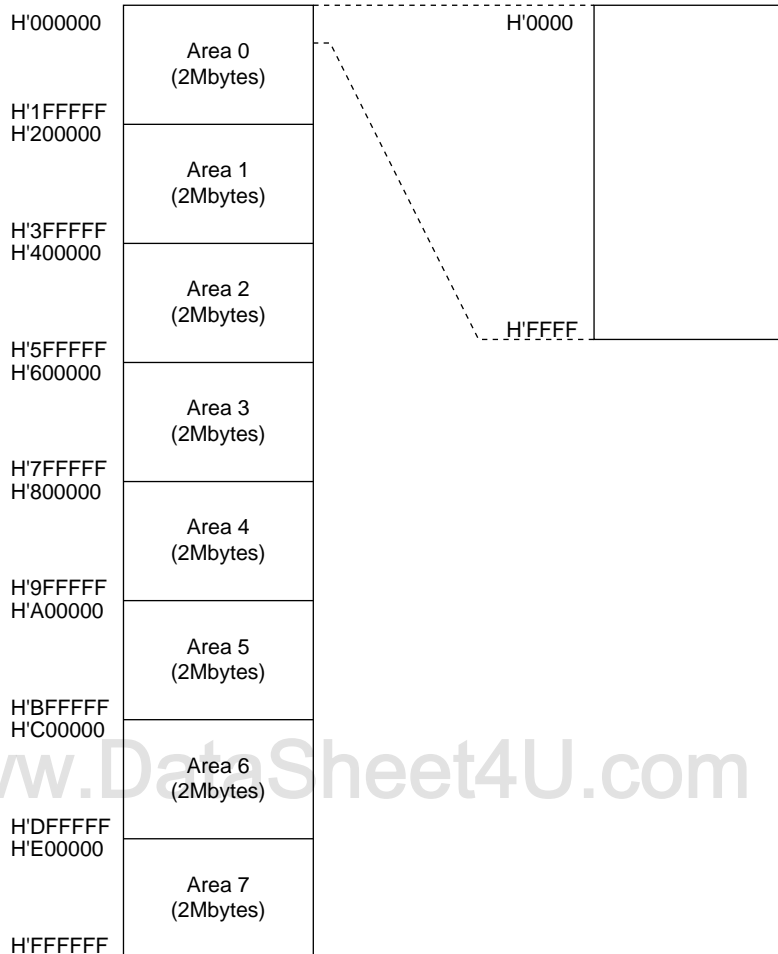 H'000000
H'0000
Area 0
(2Mbytes)
H'1FFFFF
H'200000
Area 1
(2Mbytes)
H'3FFFFF
H'400000
Area 2
(2Mbytes)
H'FFFF
H'5FFFFF
H'600000
Area 3
(2Mbytes)
H'7FFFFF
H'800000
Area 4
(2Mbytes)
H'9FFFFF
H'A00000
Area 5
(2Mbytes)
H'BFFFFF
H'C00000
Area 6
(2Mbytes)
w.DataSheet4U.com
H'DFFFFF
H'E00000
Area 7
(2Mbytes)
H'FFFFFF